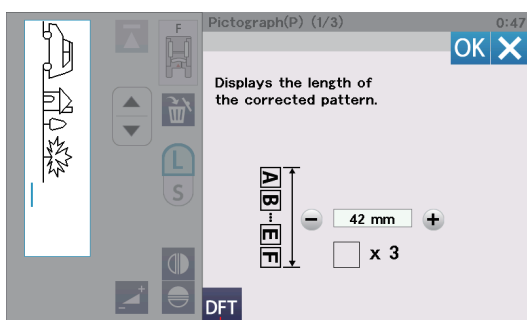 Pictograph(P) (1/3)
0:47
F
OK
Displays the length of
the corrected pattern.
L
S
A B E F
42 mm
x 3
DFT